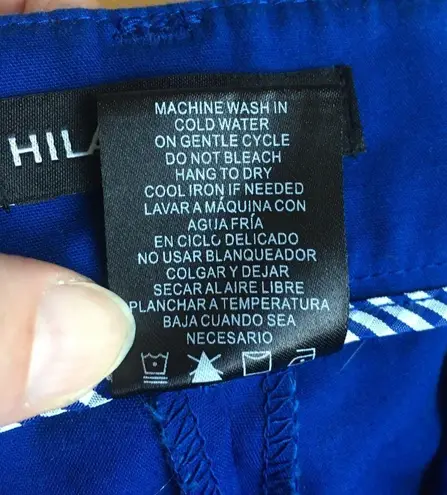 HILA
MACHINE WASH IN
COLD WATER
ON GENTLE CYCLE
DO NOT BLEACH
HANG TO DRY
COOL IRON IF NEEDED
LAVAR A MÁQUINA CON
AGUA FRÍA
EN CICLO DELICADO
NO USAR BLANQUEADOR
COLGAR Y DEJAR
SECAR AL AIRE LIBRE
PLANCHAR A TEMPERATURA
BAJA CUANDO SEA
NECESARIO